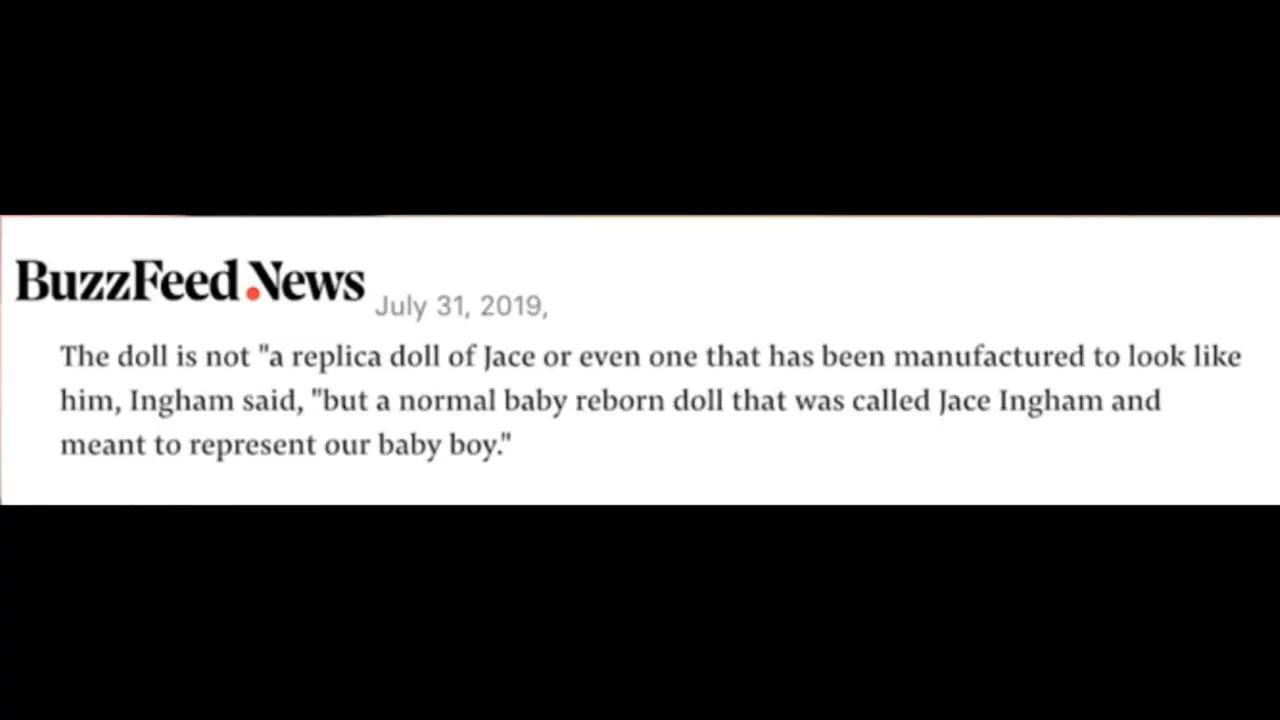 BuzzFeed News July 31, 2019,
The doll is not "a replica doll of Jace or even one that has been manufactured to look like
him, Ingham said, "but a normal baby reborn doll that was called Jace Ingham and
meant to represent our baby boy."